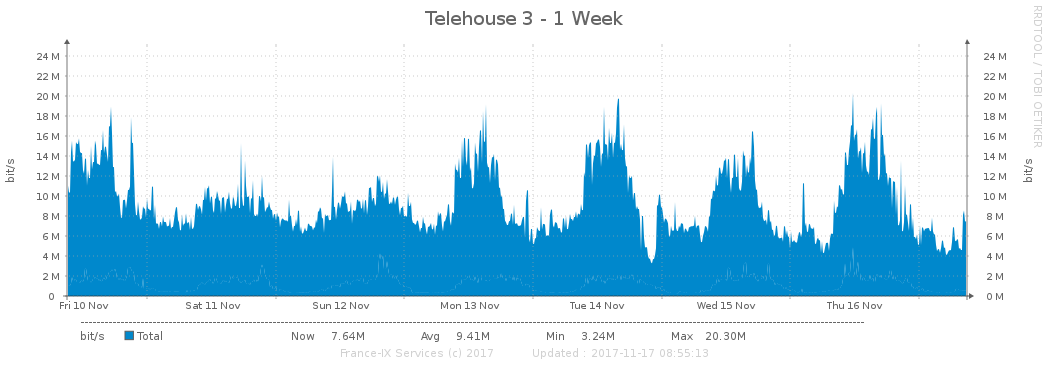 Telehouse 3 - 1 Week
RRDTOOL / TOBI OETIKER
24 M 24 M
22 M 22 M
20 M 20 M
18 M 18 M
16 M 16 M
14 M 14 M
12 M 12 M
10 M 10 M
8 M 8 M
6 M 6 M
4 M 4 M
2 M 2 M
0 0 M
bit/s bit/s
Fri 10 Nov Sat 11 Nov Sun 12 Nov Mon 13 Nov Tue 14 Nov Wed 15 Nov Thu 16 Nov
bit/s Total Now 7.64M Avg 9.41M Min 3.24M Max 20.30M
France-IX Services (c) 2017 Updated : 2017-11-17 08:55:13